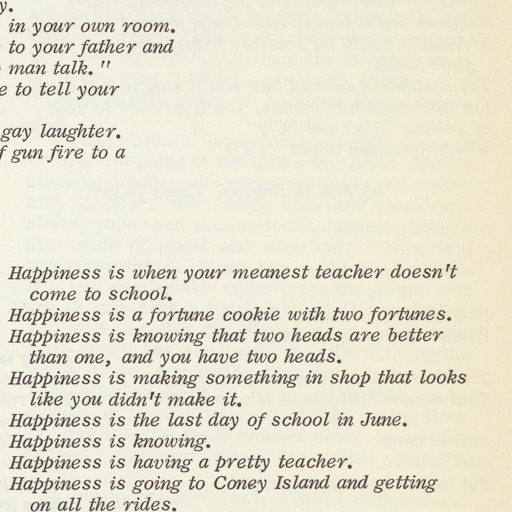 y.
in your own room.
to your father and
man talk."
e to tell your
gay laughter.
f gun fire to a
Happiness is when your meanest teacher doesn't
come to school.
Happiness is a fortune cookie with two fortunes.
Happiness is knowing that two heads are better
than one, and you have two heads.
Happiness is making something in shop that looks
like you didn't make it.
Happiness is the last day of school in June.
Happiness is knowing.
Happiness is having a pretty teacher.
Happiness is going to Coney Island and getting
on all the rides.